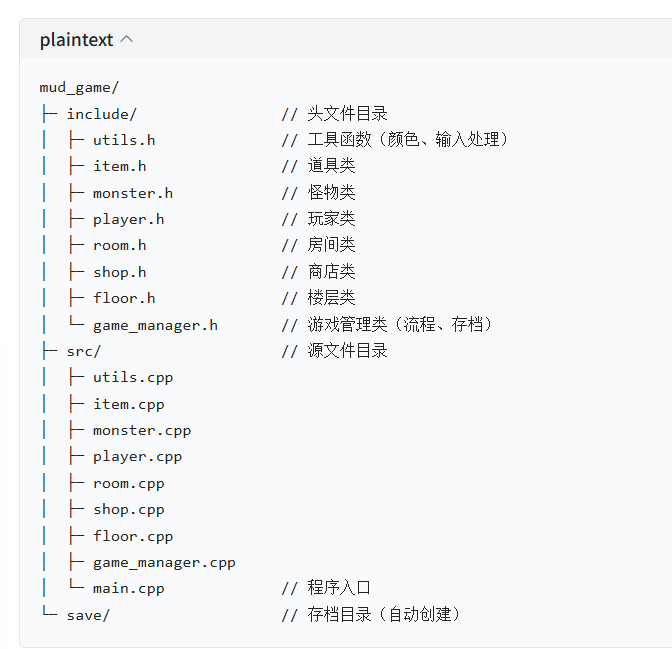 plaintext
mud_game/
├─ include/ // 头文件目录
│ ├─ utils.h // 工具函数（颜色、输入处理）
│ ├─ item.h // 道具类
│ ├─ monster.h // 怪物类
│ ├─ player.h // 玩家类
│ ├─ room.h // 房间类
│ ├─ shop.h // 商店类
│ ├─ floor.h // 楼层类
│ └─ game_manager.h // 游戏管理类（流程、存档）
├─ src/ // 源文件目录
│ ├─ utils.cpp
│ ├─ item.cpp
│ ├─ monster.cpp
│ ├─ player.cpp
│ ├─ room.cpp
│ ├─ shop.cpp
│ ├─ floor.cpp
│ ├─ game_manager.cpp
│ └─ main.cpp // 程序入口
└─ save/ // 存档目录（自动创建）